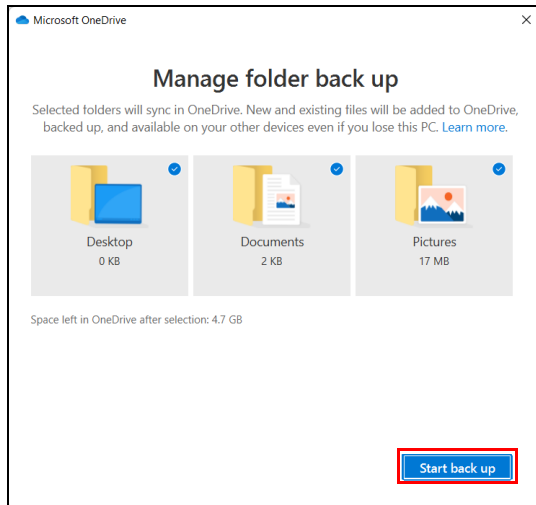 Microsoft OneDrive
Manage folder back up
Selected folders will sync in OneDrive. New and existing files will be added to OneDrive,
backed up, and available on your other devices even if you lose this PC. Learn more.
Desktop
0 KB
Documents
2 KB
Pictures
17 MB
Space left in OneDrive after selection: 4.7 GB
Start back up